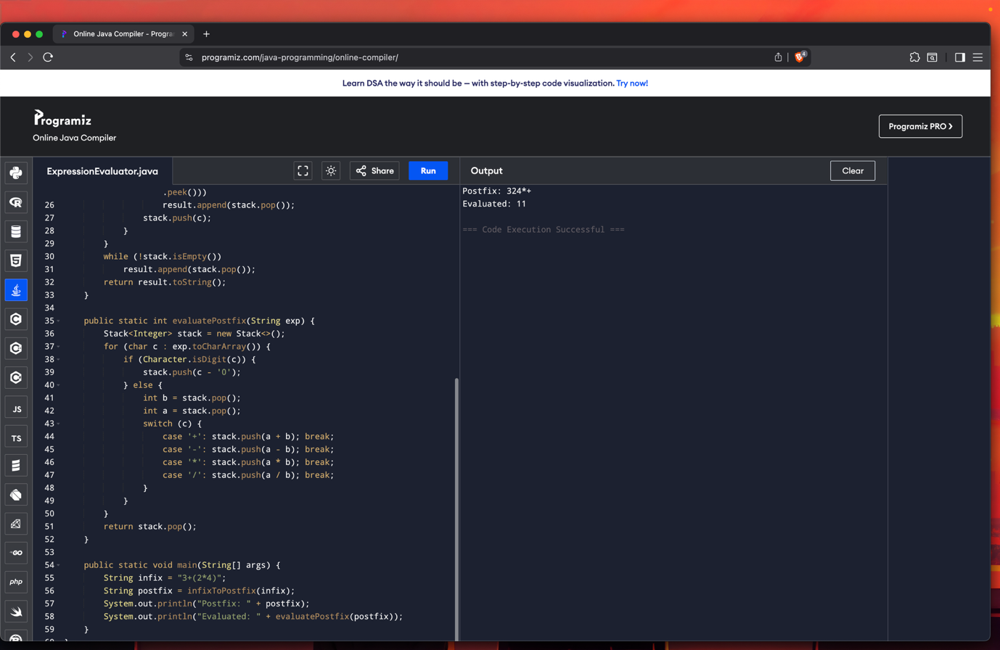 Online Java Compiler - Progra
programiz.com/java-programming/online-compiler/
4
Learn DSA the way it should be — with step-by-step code visualization. Try now!
Programiz
Online Java Compiler
Programiz PRO ❯
ExpressionEvaluator.java
Share
Run
Output
Clear
.peek()))
26 result.append(stack.pop());
27 stack.push(c);
28 }
29 }
30 while (!stack.isEmpty())
31 result.append(stack.pop());
32 return result.toString();
33 }
34
35 public static int evaluatePostfix(String exp) {
36 Stack<Integer> stack = new Stack<>();
37 for (char c : exp.toCharArray()) {
38 if (Character.isDigit(c)) {
39 stack.push(c - '0');
40 } else {
41 int b = stack.pop();
42 int a = stack.pop();
43 switch (c) {
44 case '+': stack.push(a + b); break;
45 case '-': stack.push(a - b); break;
46 case '*': stack.push(a * b); break;
47 case '/': stack.push(a / b); break;
48 }
49 }
50 }
51 return stack.pop();
52 }
53
54 public static void main(String[] args) {
55 String infix = "3+(2*4)";
56 String postfix = infixToPostfix(infix);
57 System.out.println("Postfix: " + postfix);
58 System.out.println("Evaluated: " + evaluatePostfix(postfix));
59 }
Postfix: 324*+
Evaluated: 11
=== Code Execution Successful ===
JS
TS
GO
php